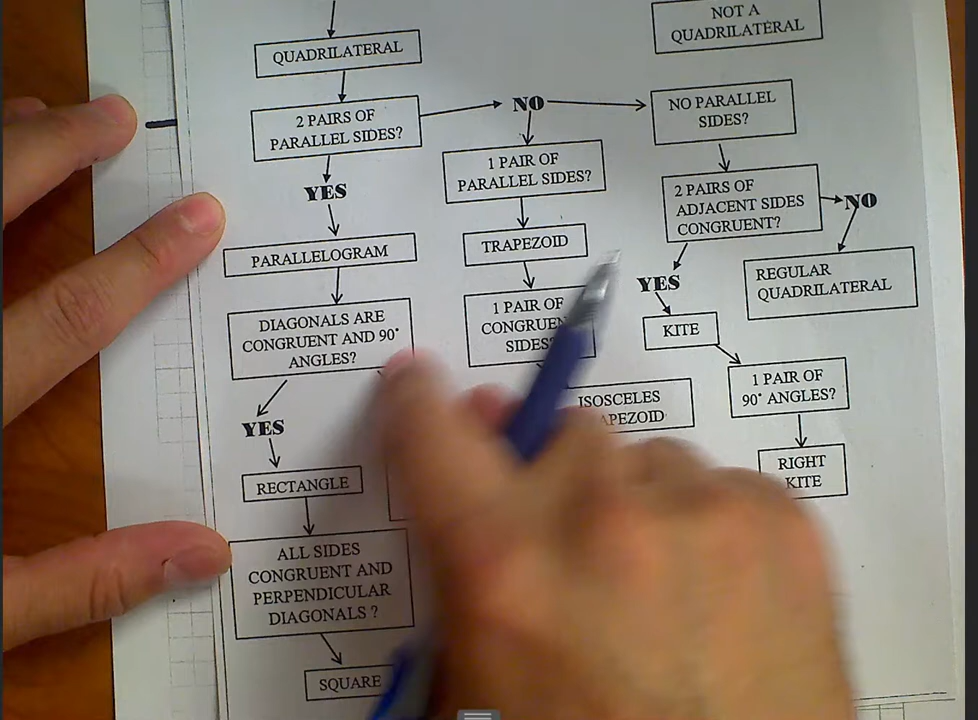 NOT A
QUADRILATERAL
QUADRILATERAL
2 PAIRS OF
PARALLEL SIDES?
NO
NO PARALLEL
SIDES?
1 PAIR OF
PARALLEL SIDES?
2 PAIRS OF
ADJACENT SIDES
CONGRUENT?
NO
YES
PARALLELOGRAM
TRAPEZOID
YES
REGULAR
QUADRILATERAL
DIAGONALS ARE
CONGRUENT AND 90°
ANGLES?
1 PAIR OF
CONGRUEN
SIDES?
KITE
1 PAIR OF
90° ANGLES?
YES
ISOSCELES
APEZOID
RECTANGLE
RIGHT
KITE
ALL SIDES
CONGRUENT AND
PERPENDICULAR
DIAGONALS ?
SQUARE